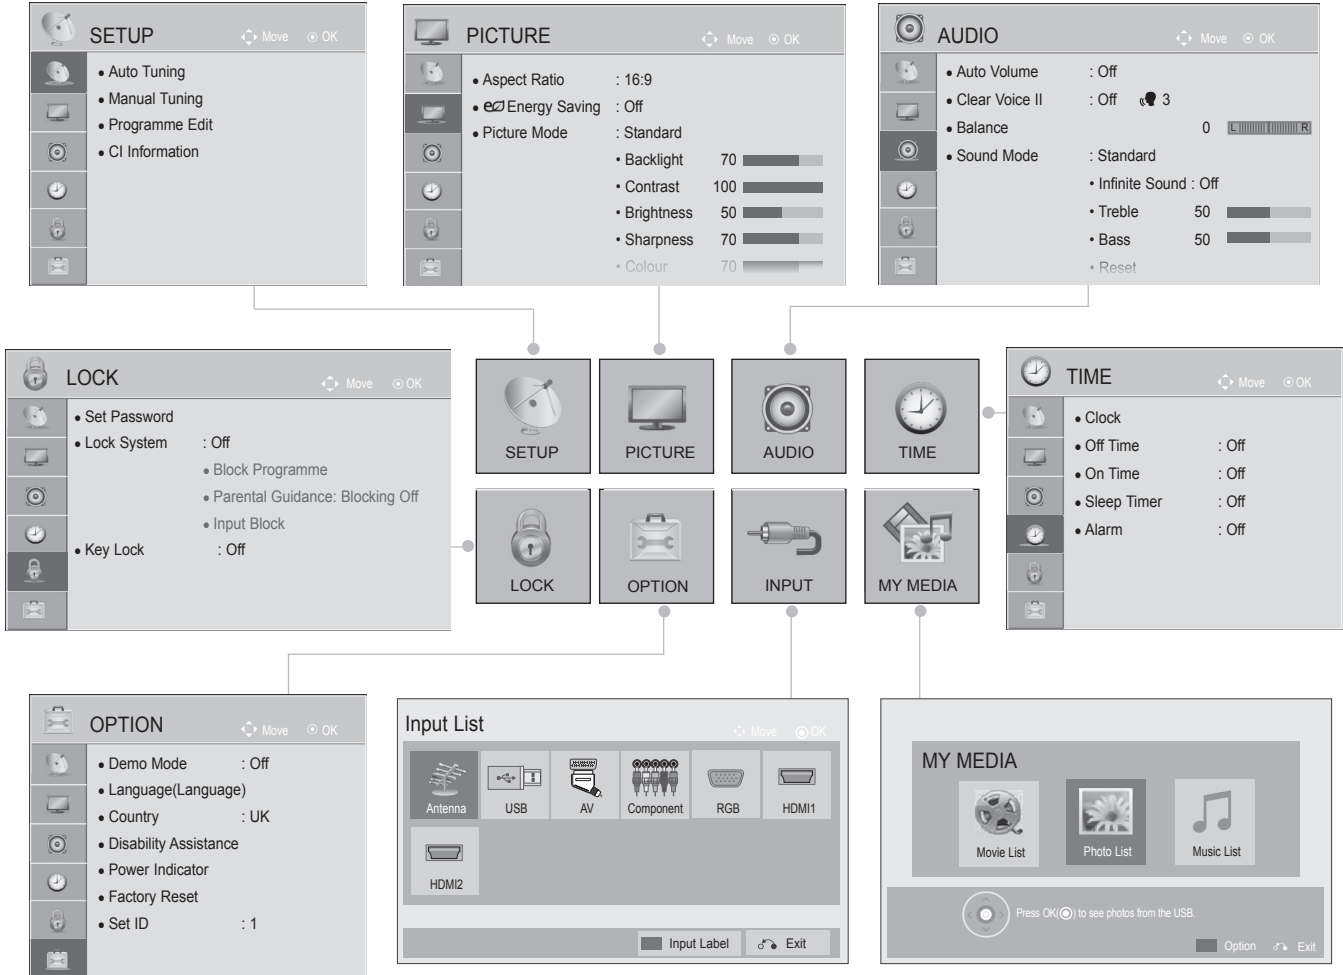 SETUP
Move OK
• Auto Tuning
• Manual Tuning
• Programme Edit
• CI Information
PICTURE
Move OK
• Aspect Ratio : 16:9
• eco Energy Saving : Off
• Picture Mode : Standard
• Backlight 70
• Contrast 100
• Brightness 50
• Sharpness 70
• Colour 70
AUDIO
Move OK
• Auto Volume : Off
• Clear Voice II : Off 3
• Balance 0 L R
• Sound Mode : Standard
• Infinite Sound : Off
• Treble 50
• Bass 50
• Reset
LOCK
Move OK
• Set Password
• Lock System : Off
• Block Programme
• Parental Guidance: Blocking Off
• Input Block
• Key Lock : Off
SETUP
PICTURE
AUDIO
TIME
LOCK
OPTION
INPUT
MY MEDIA
TIME
Move OK
• Clock
• Off Time : Off
• On Time : Off
• Sleep Timer : Off
• Alarm : Off
OPTION
Move OK
• Demo Mode : Off
• Language(Language)
• Country : UK
• Disability Assistance
• Power Indicator
• Factory Reset
• Set ID : 1
Input List
Move OK
Antenna
USB
AV
Component
RGB
HDMI1
HDMI2
Input Label
Exit
MY MEDIA
Movie List
Photo List
Music List
Press OK(◉) to see photos from the USB.
Option
Exit